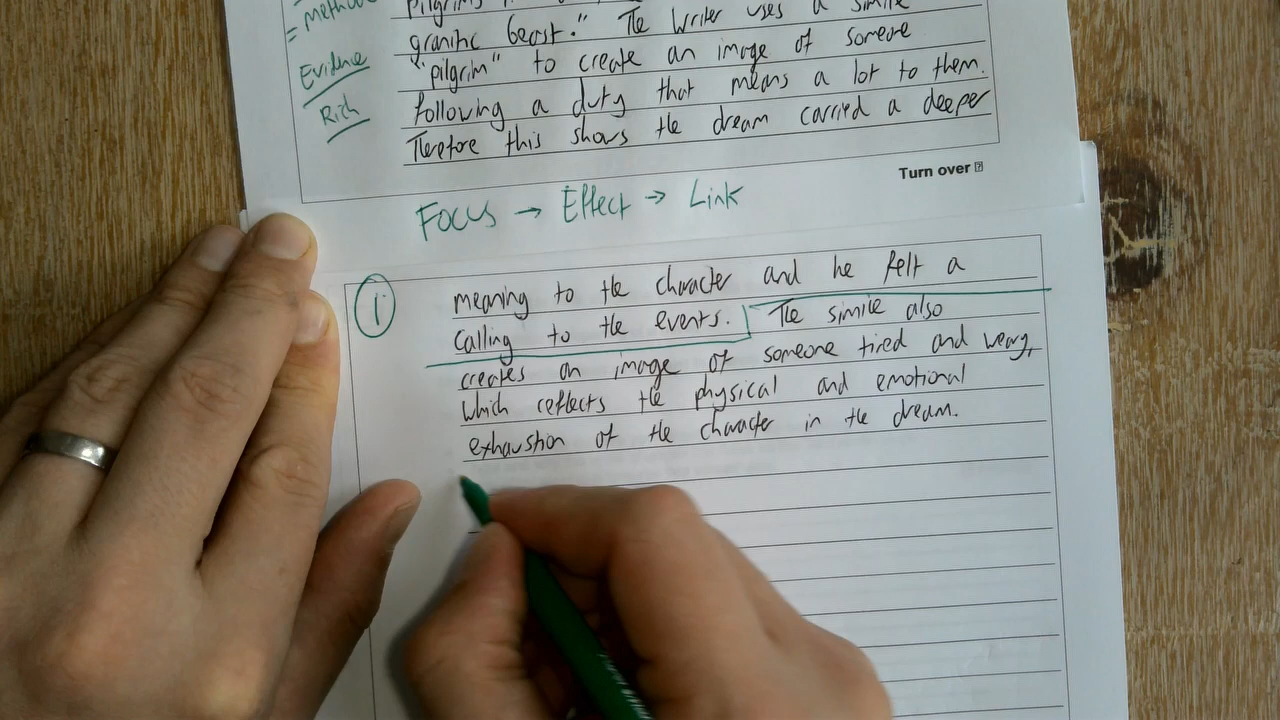 = Method
Evidence
Rich
pilgrims
granitic beast." The writer uses a simile
"pilgrim" to create an image of someone
following a duty that means a lot to them.
Therefore this shows the dream carried a deeper
Turn over
Focus → Effect → Link
1
meaning to the character and he felt a
calling to the events. The simile also
creates an image of someone tired and weary,
which reflects the physical and emotional
exhaustion of the character in the dream.